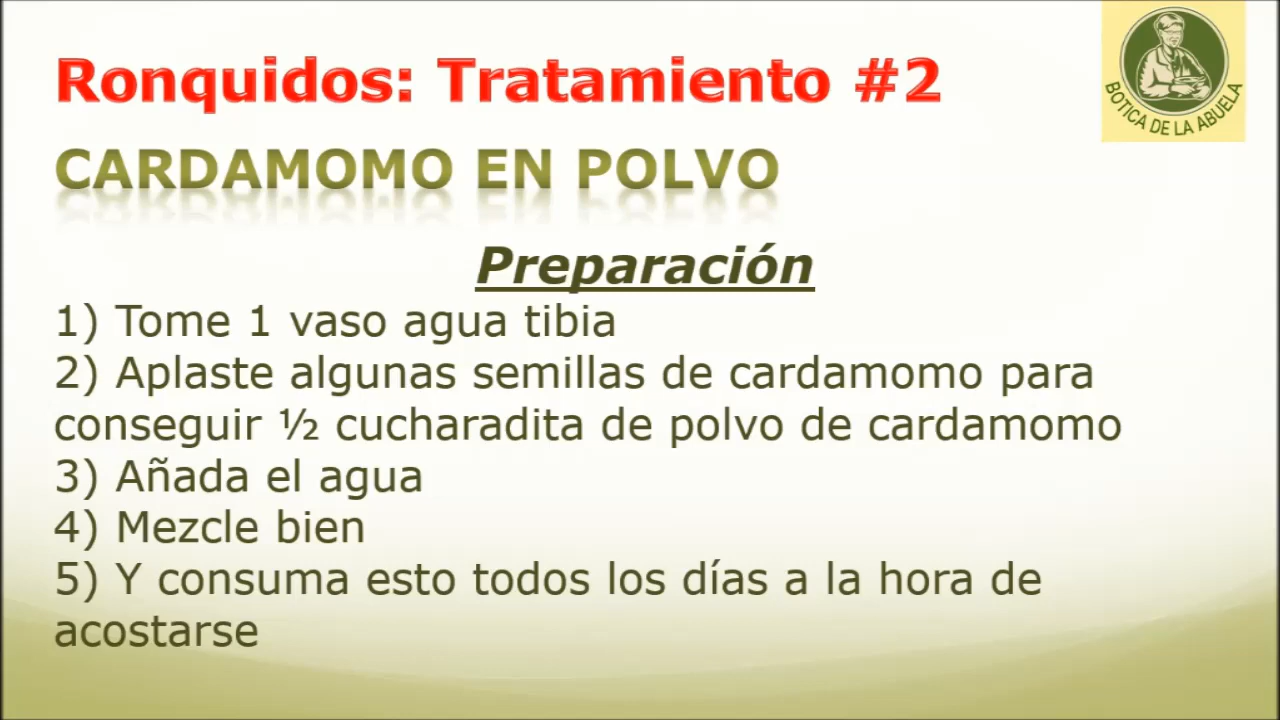 Ronquidos: Tratamiento #2
BOTICA DE LA ABUELA
CARDAMOMO EN POLVO
Preparación
1) Tome 1 vaso agua tibia
2) Aplaste algunas semillas de cardamomo para
conseguir ½ cucharadita de polvo de cardamomo
3) Añada el agua
4) Mezcle bien
5) Y consuma esto todos los días a la hora de
acostarse